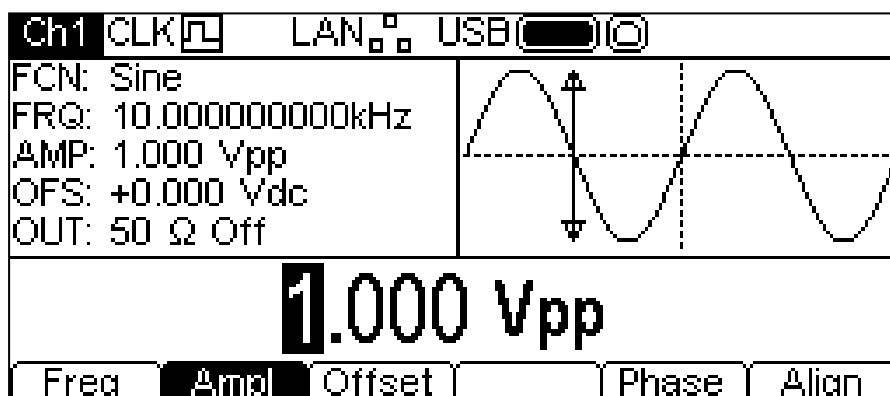 Ch1 CLK LAN USB
FCN: Sine
FRQ: 10.000000000kHz
AMP: 1.000 Vpp
OFS: +0.000 Vdc
OUT: 50 Ω Off
1.000 Vpp
Freq Ampl Offset Phase Align